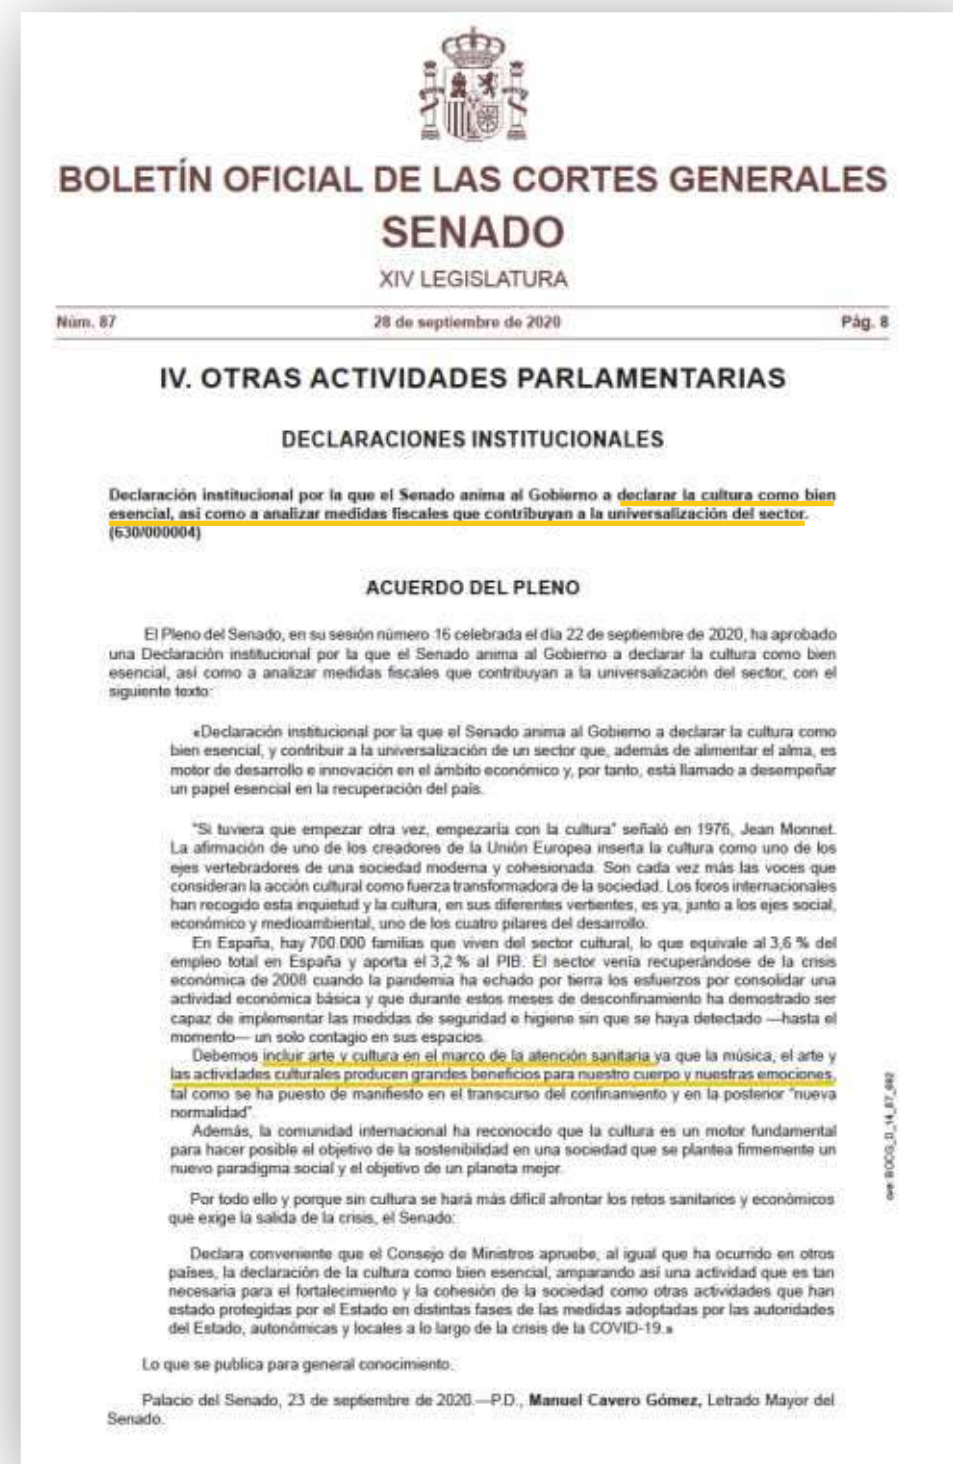 BOLETÍN OFICIAL DE LAS CORTES GENERALES
SENADO
XIV LEGISLATURA
Núm. 87 28 de septiembre de 2020 Pág. 8
IV. OTRAS ACTIVIDADES PARLAMENTARIAS
DECLARACIONES INSTITUCIONALES
Declaración institucional por la que el Senado anima al Gobierno a declarar la cultura como bien
esencial, así como a analizar medidas fiscales que contribuyan a la universalización del sector.
(630/000004)
ACUERDO DEL PLENO
El Pleno del Senado, en su sesión número 16 celebrada el día 22 de septiembre de 2020, ha aprobado
una Declaración institucional por la que el Senado anima al Gobierno a declarar la cultura como bien
esencial, así como a analizar medidas fiscales que contribuyan a la universalización del sector, con el
siguiente texto:
«Declaración institucional por la que el Senado anima al Gobierno a declarar la cultura como
bien esencial, y contribuir a la universalización de un sector que, además de alimentar el alma, es
motor de desarrollo e innovación en el ámbito económico y, por tanto, está llamado a desempeñar
un papel esencial en la recuperación del país.
"Si tuviera que empezar otra vez, empezaría con la cultura" señaló en 1976, Jean Monnet.
La afirmación de uno de los creadores de la Unión Europea inserta la cultura como uno de los
ejes vertebradores de una sociedad moderna y cohesionada. Son cada vez más las voces que
consideran la acción cultural como fuerza transformadora de la sociedad. Los foros internacionales
han recogido esta inquietud y la cultura, en sus diferentes vertientes, es ya, junto a los ejes social,
económico y medioambiental, uno de los cuatro pilares del desarrollo.
En España, hay 700.000 familias que viven del sector cultural, lo que equivale al 3,6 % del
empleo total en España y aporta el 3,2 % al PIB. El sector venía recuperándose de la crisis
económica de 2008 cuando la pandemia ha echado por tierra los esfuerzos por consolidar una
actividad económica básica y que durante estos meses de desconfinamiento ha demostrado ser
capaz de implementar las medidas de seguridad e higiene sin que se haya detectado —hasta el
momento— un solo contagio en sus espacios.
Debemos incluir arte y cultura en el marco de la atención sanitaria ya que la música, el arte y
las actividades culturales producen grandes beneficios para nuestro cuerpo y nuestras emociones,
tal como se ha puesto de manifiesto en el transcurso del confinamiento y en la posterior "nueva
normalidad".
Además, la comunidad internacional ha reconocido que la cultura es un motor fundamental
para hacer posible el objetivo de la sostenibilidad en una sociedad que se plantea firmemente un
nuevo paradigma social y el objetivo de un planeta mejor.
Por todo ello y porque sin cultura se hará más difícil afrontar los retos sanitarios y económicos
que exige la salida de la crisis, el Senado:
Declara conveniente que el Consejo de Ministros apruebe, al igual que ha ocurrido en otros
países, la declaración de la cultura como bien esencial, amparando así una actividad que es tan
necesaria para el fortalecimiento y la cohesión de la sociedad como otras actividades que han
estado protegidas por el Estado en distintas fases de las medidas adoptadas por las autoridades
del Estado, autonómicas y locales a lo largo de la crisis de la COVID-19.»
Lo que se publica para general conocimiento.
Palacio del Senado, 23 de septiembre de 2020.—P.D., Manuel Cavero Gómez, Letrado Mayor del
Senado.
cve: BOCG_D_14_87_692